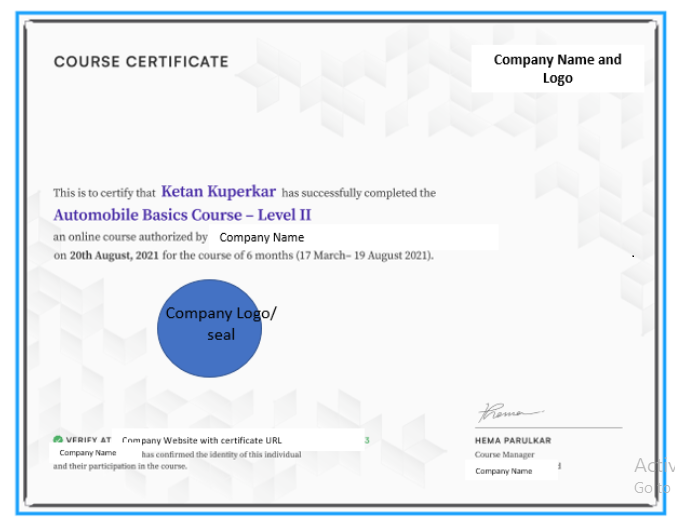 COURSE CERTIFICATE
Company Name and
Logo
This is to certify that Ketan Kuperkar has successfully completed the
Automobile Basics Course – Level II
an online course authorized by Company Name
on 20th August, 2021 for the course of 6 months (17 March– 19 August 2021).
Company Logo/
seal
Hema
VERIFY AT Company Website with certificate URL 3
Company Name has confirmed the identity of this individual
and their participation in the course.
HEMA PARULKAR
Course Manager
Company Name
Activ
Go to